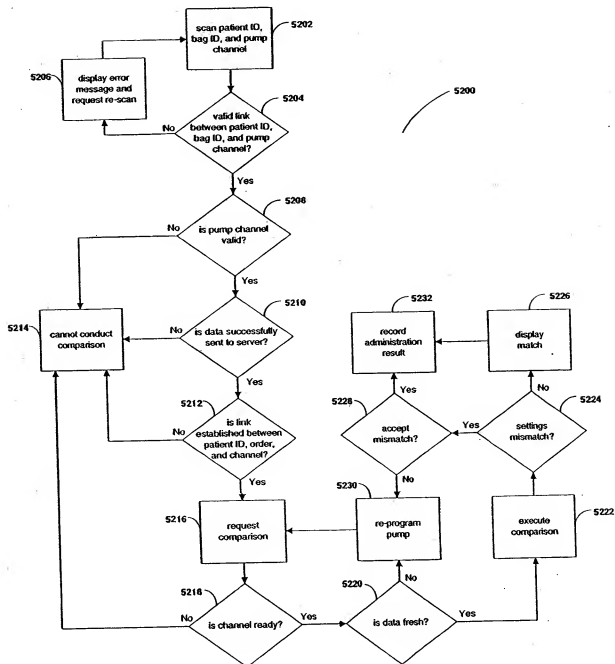 scan patient ID,
bag ID, and pump
channel
5202
5206
display error
message and
request re-scan
5204
5200
valid link
between patient ID,
bag ID, and pump
channel?
No
Yes
5208
No
is pump channel
valid?
Yes
5210
5232
5226
5214
cannot conduct
comparison
No
is data successfully
sent to server?
record
administration
result
display
match
Yes
Yes
No
5212
5228
5224
is link
established between
patient ID, order,
and channel?
No
accept
mismatch?
Yes
settings
mismatch?
Yes
No
5230
5216
request
comparison
re-program
pump
execute
comparison
5222
5218
5220
No
No
is channel ready?
Yes
is data fresh?
Yes